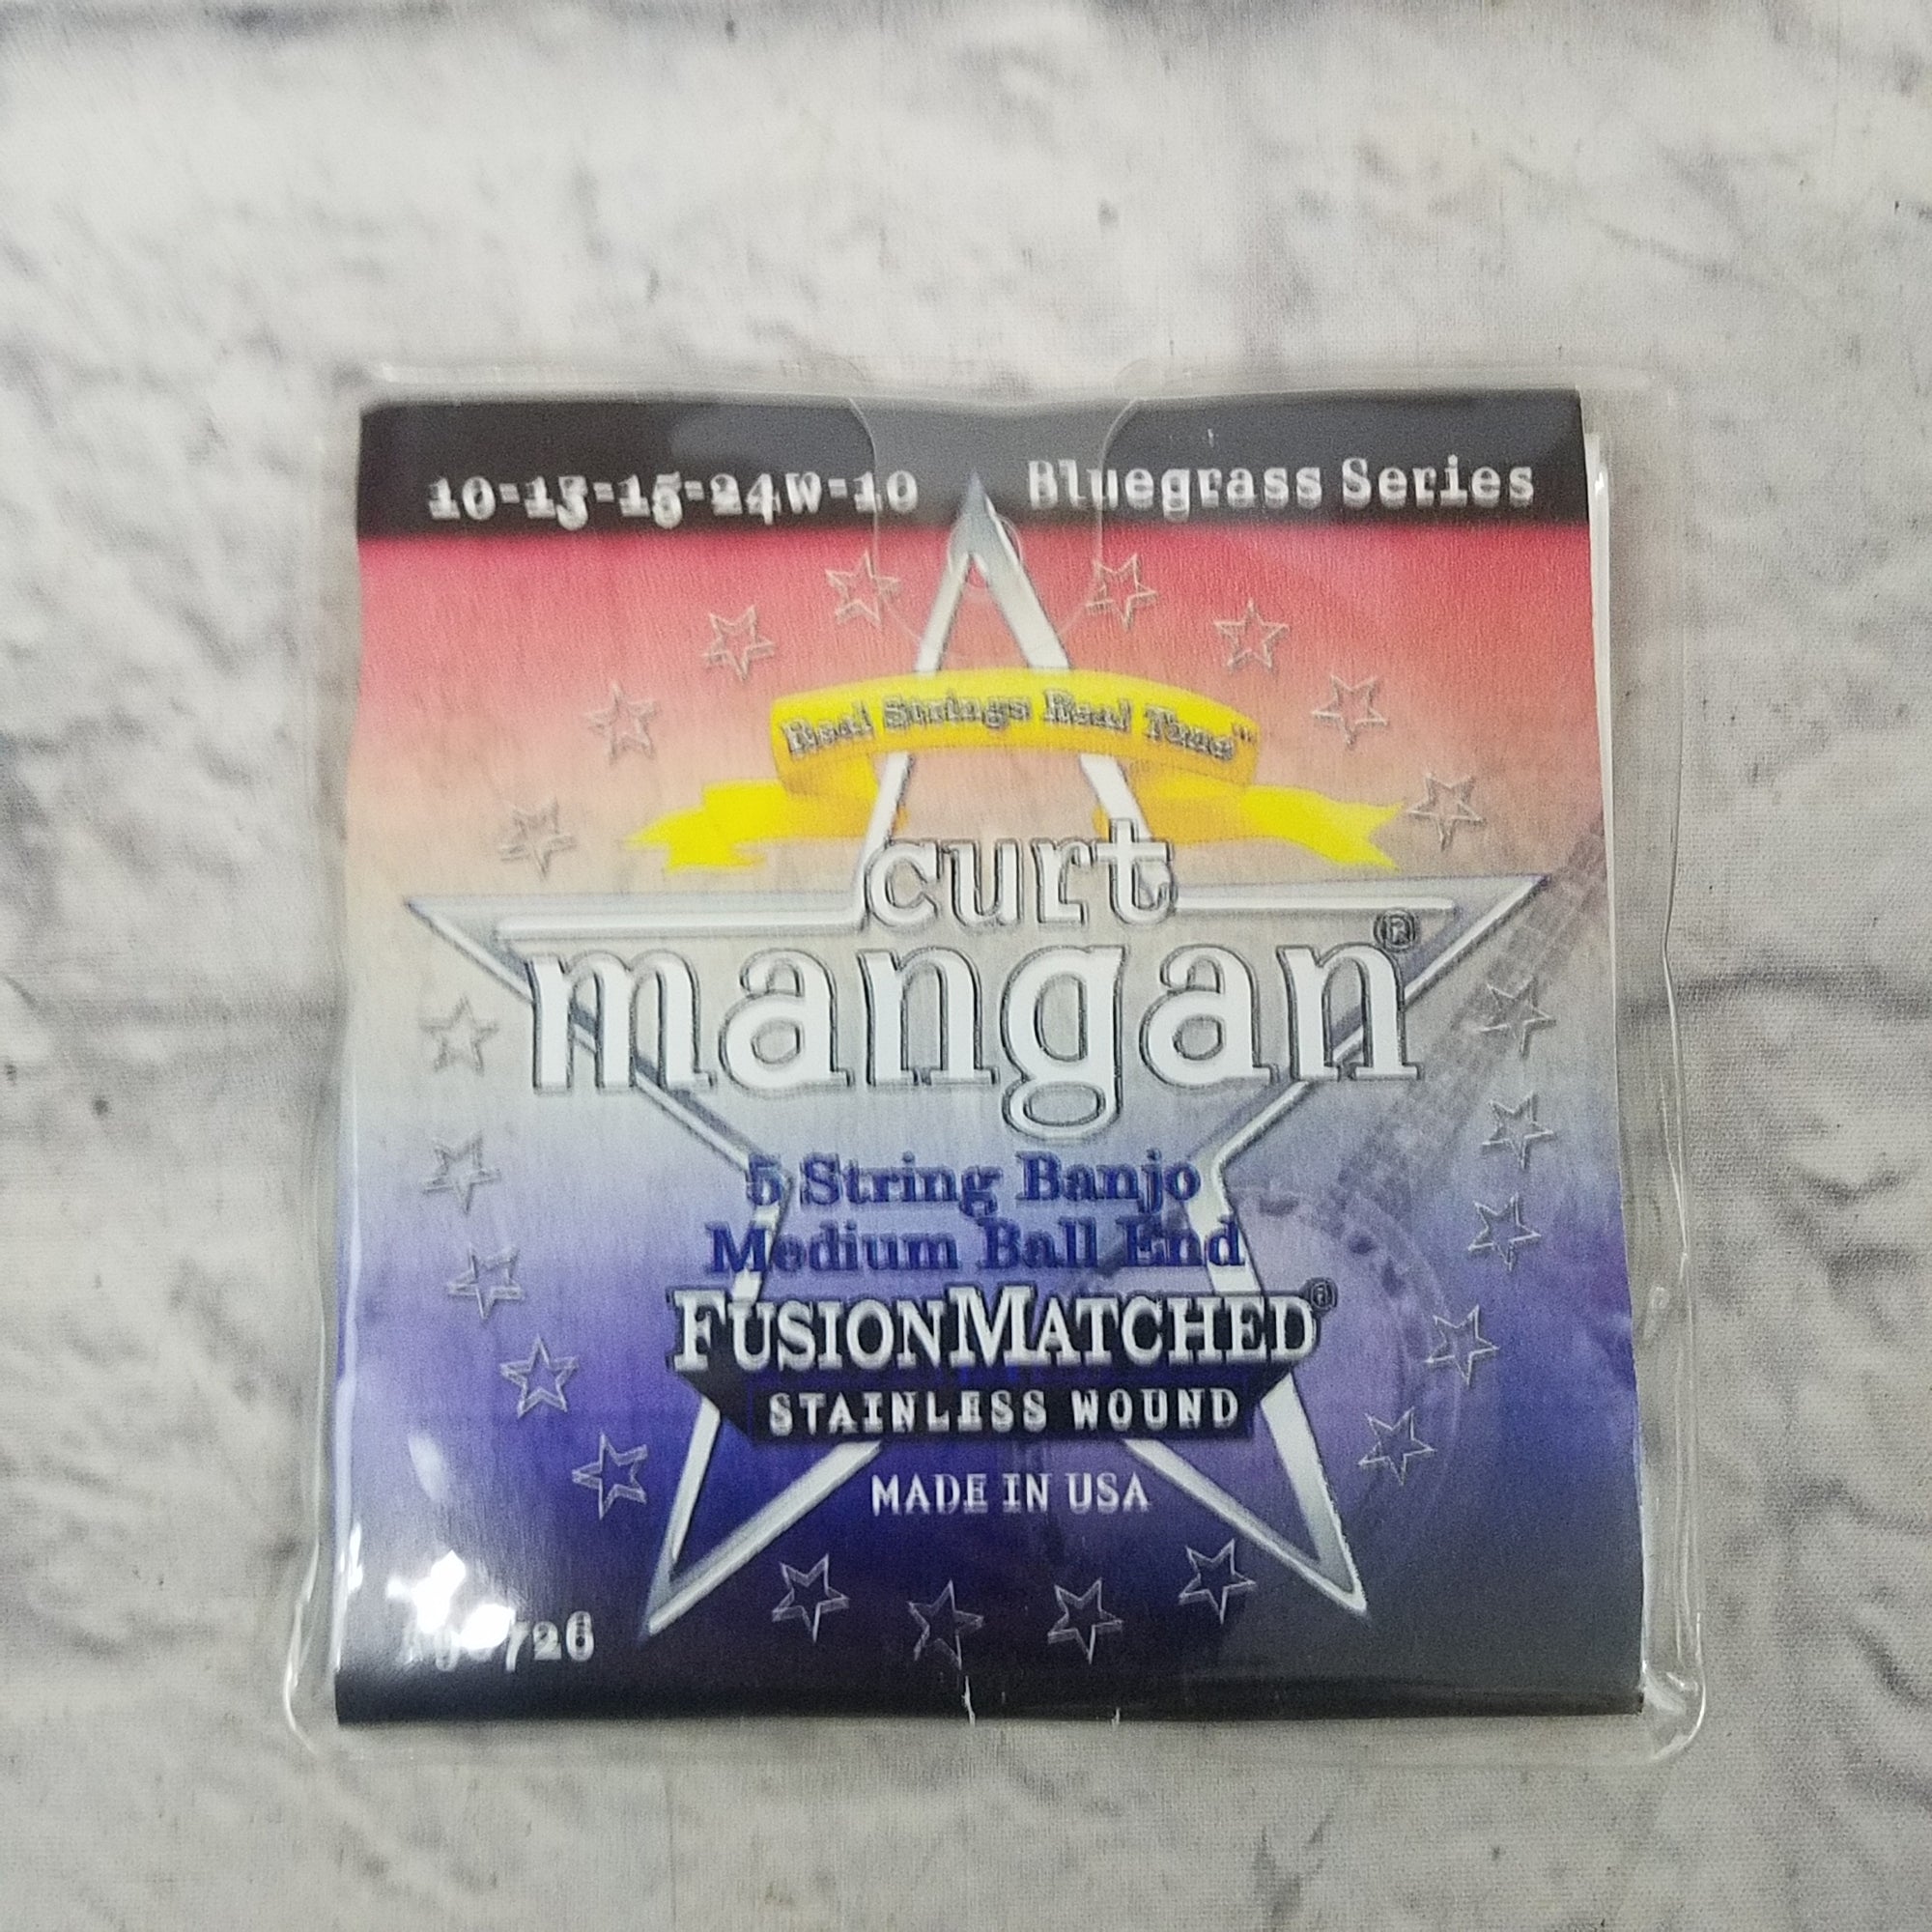 10-13-15-24W-10 Bluegrass Series
Real Strings Real Tone™
curt
mangan®
5 String Banjo
Medium Ball End
FUSIONMATCHED®
STAINLESS WOUND
MADE IN USA